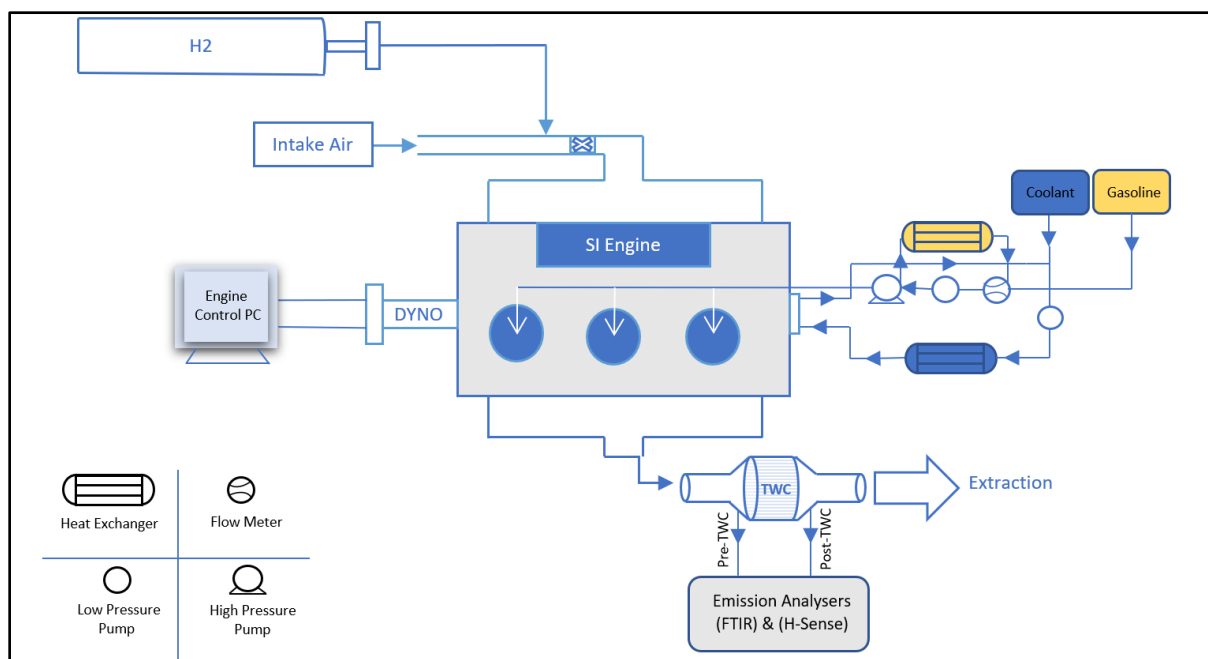 H2
Intake Air
Coolant
Gasoline
SI Engine
Engine
Control PC
DYNO
TWC
Extraction
Pre-TWC
Post-TWC
Emission Analysers
(FTIR) & (H-Sense)
Heat Exchanger
Flow Meter
Low Pressure
Pump
High Pressure
Pump